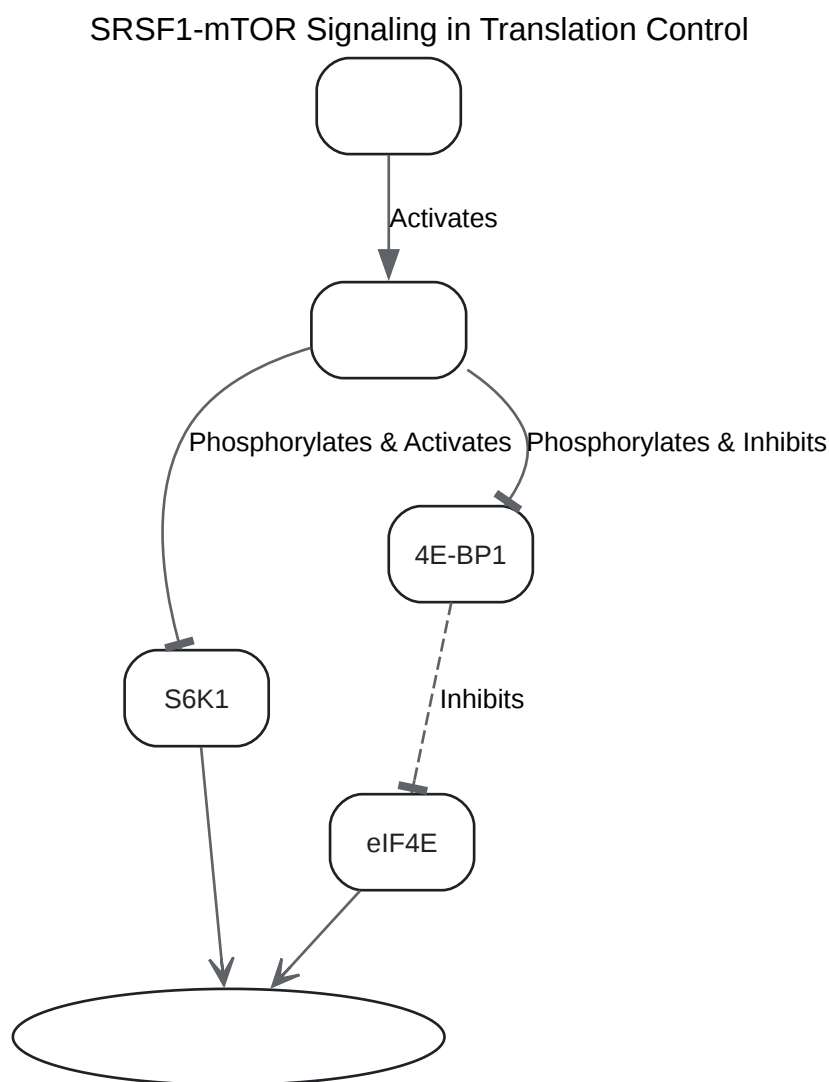 SRSF1-mTOR Signaling in Translation Control
Activates
Phosphorylates & Activates
Phosphorylates & Inhibits
4E-BP1
S6K1
Inhibits
eIF4E